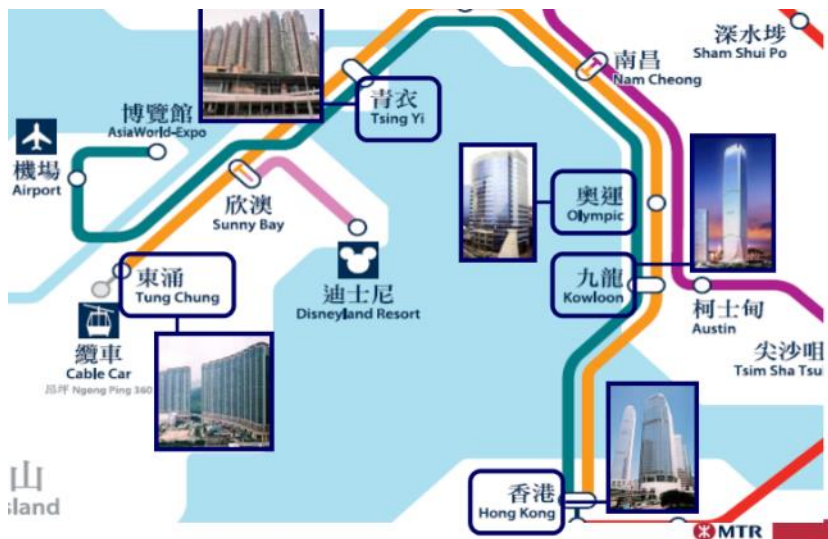 深水埗
Sham Shui Po
南昌
Nam Cheong
青衣
Tsing Yi
博覽館
AsiaWorld-Expo
機場
Airport
欣澳
Sunny Bay
奧運
Olympic
東涌
Tung Chung
迪士尼
Disneyland Resort
九龍
Kowloon
柯士甸
Austin
纜車
Cable Car
昂坪 Ngong Ping 360
尖沙咀
Tsim Sha Tsui
山
sland
香港
Hong Kong
MTR